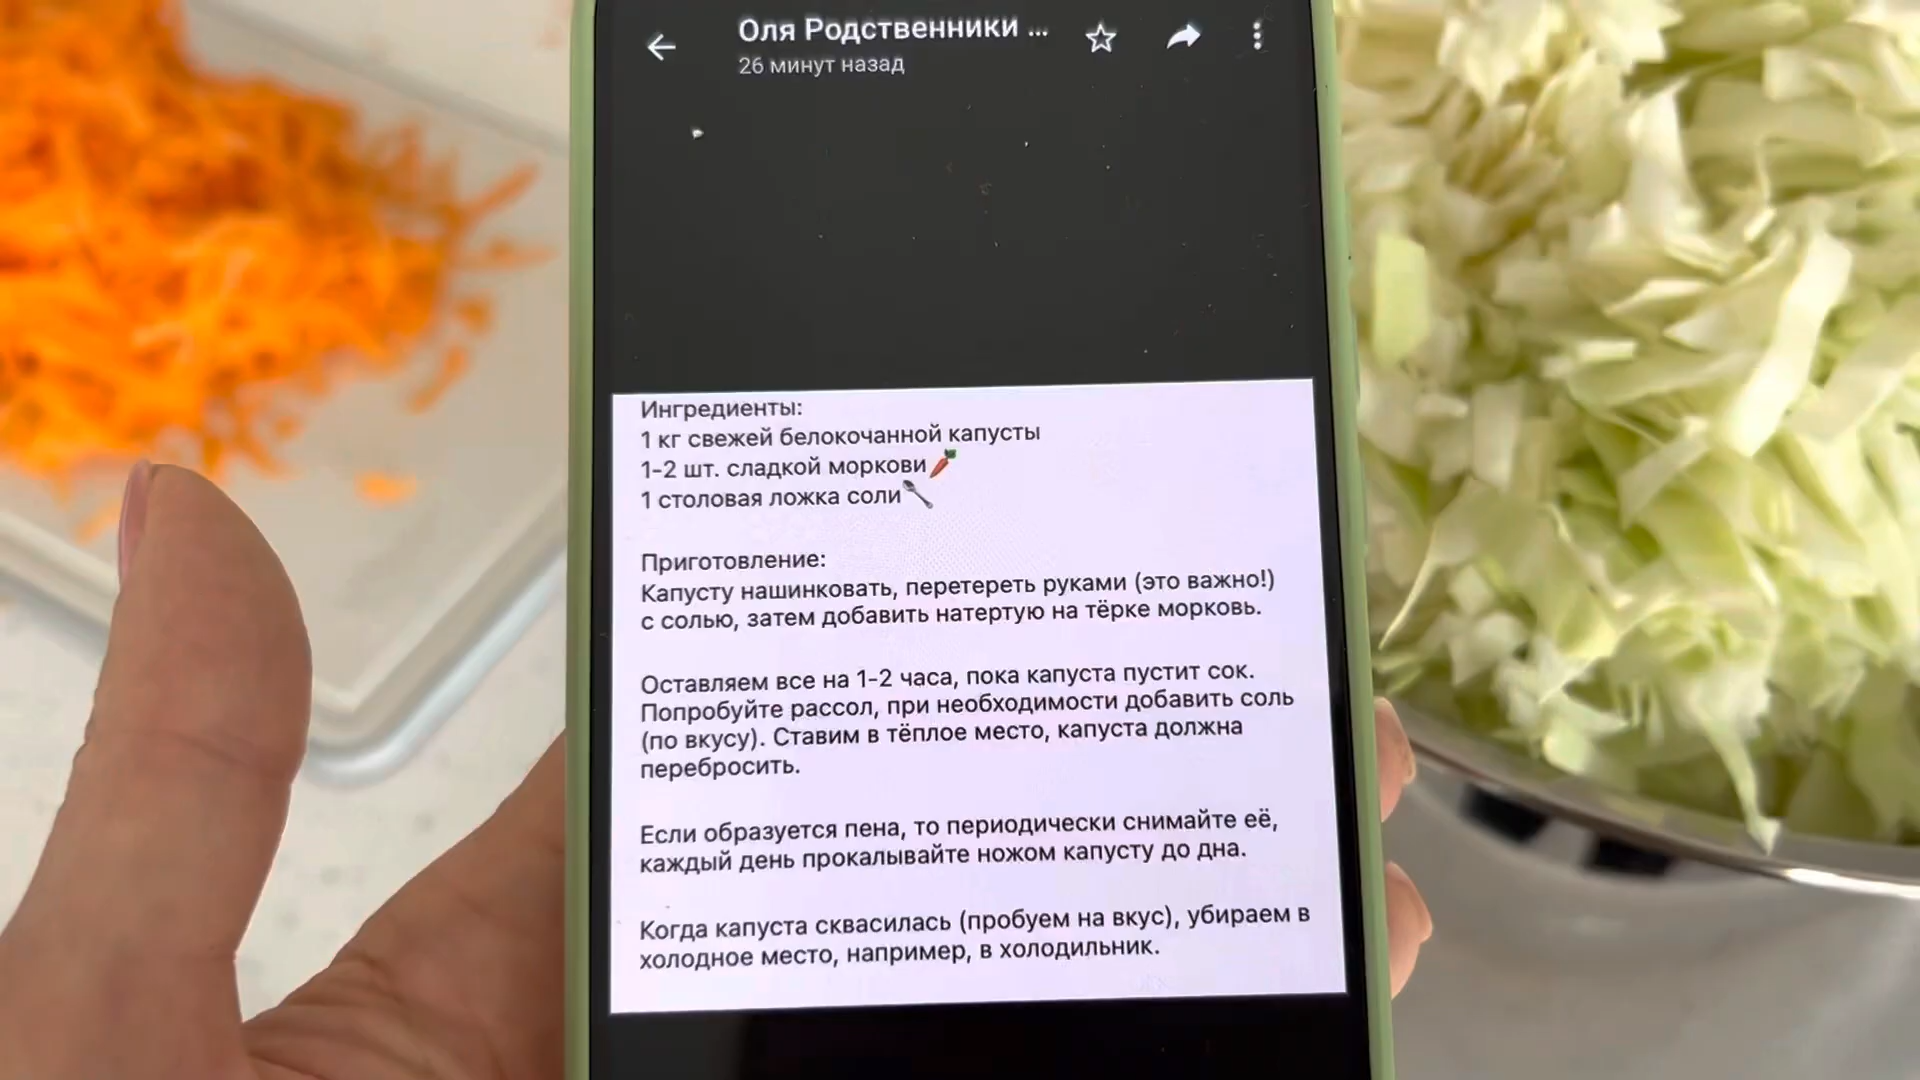 Оля Родственники ...
26 минут назад
Ингредиенты:
1 кг свежей белокочанной капусты
1-2 шт. сладкой моркови🥕
1 столовая ложка соли🥄
Приготовление:
Капусту нашинковать, перетереть руками (это важно!)
с солью, затем добавить натертую на тёрке морковь.
Оставляем все на 1-2 часа, пока капуста пустит сок.
Попробуйте рассол, при необходимости добавить соль
(по вкусу). Ставим в тёплое место, капуста должна
перебросить.
Если образуется пена, то периодически снимайте её,
каждый день прокалывайте ножом капусту до дна.
Когда капуста сквасилась (пробуем на вкус), убираем в
холодное место, например, в холодильник.